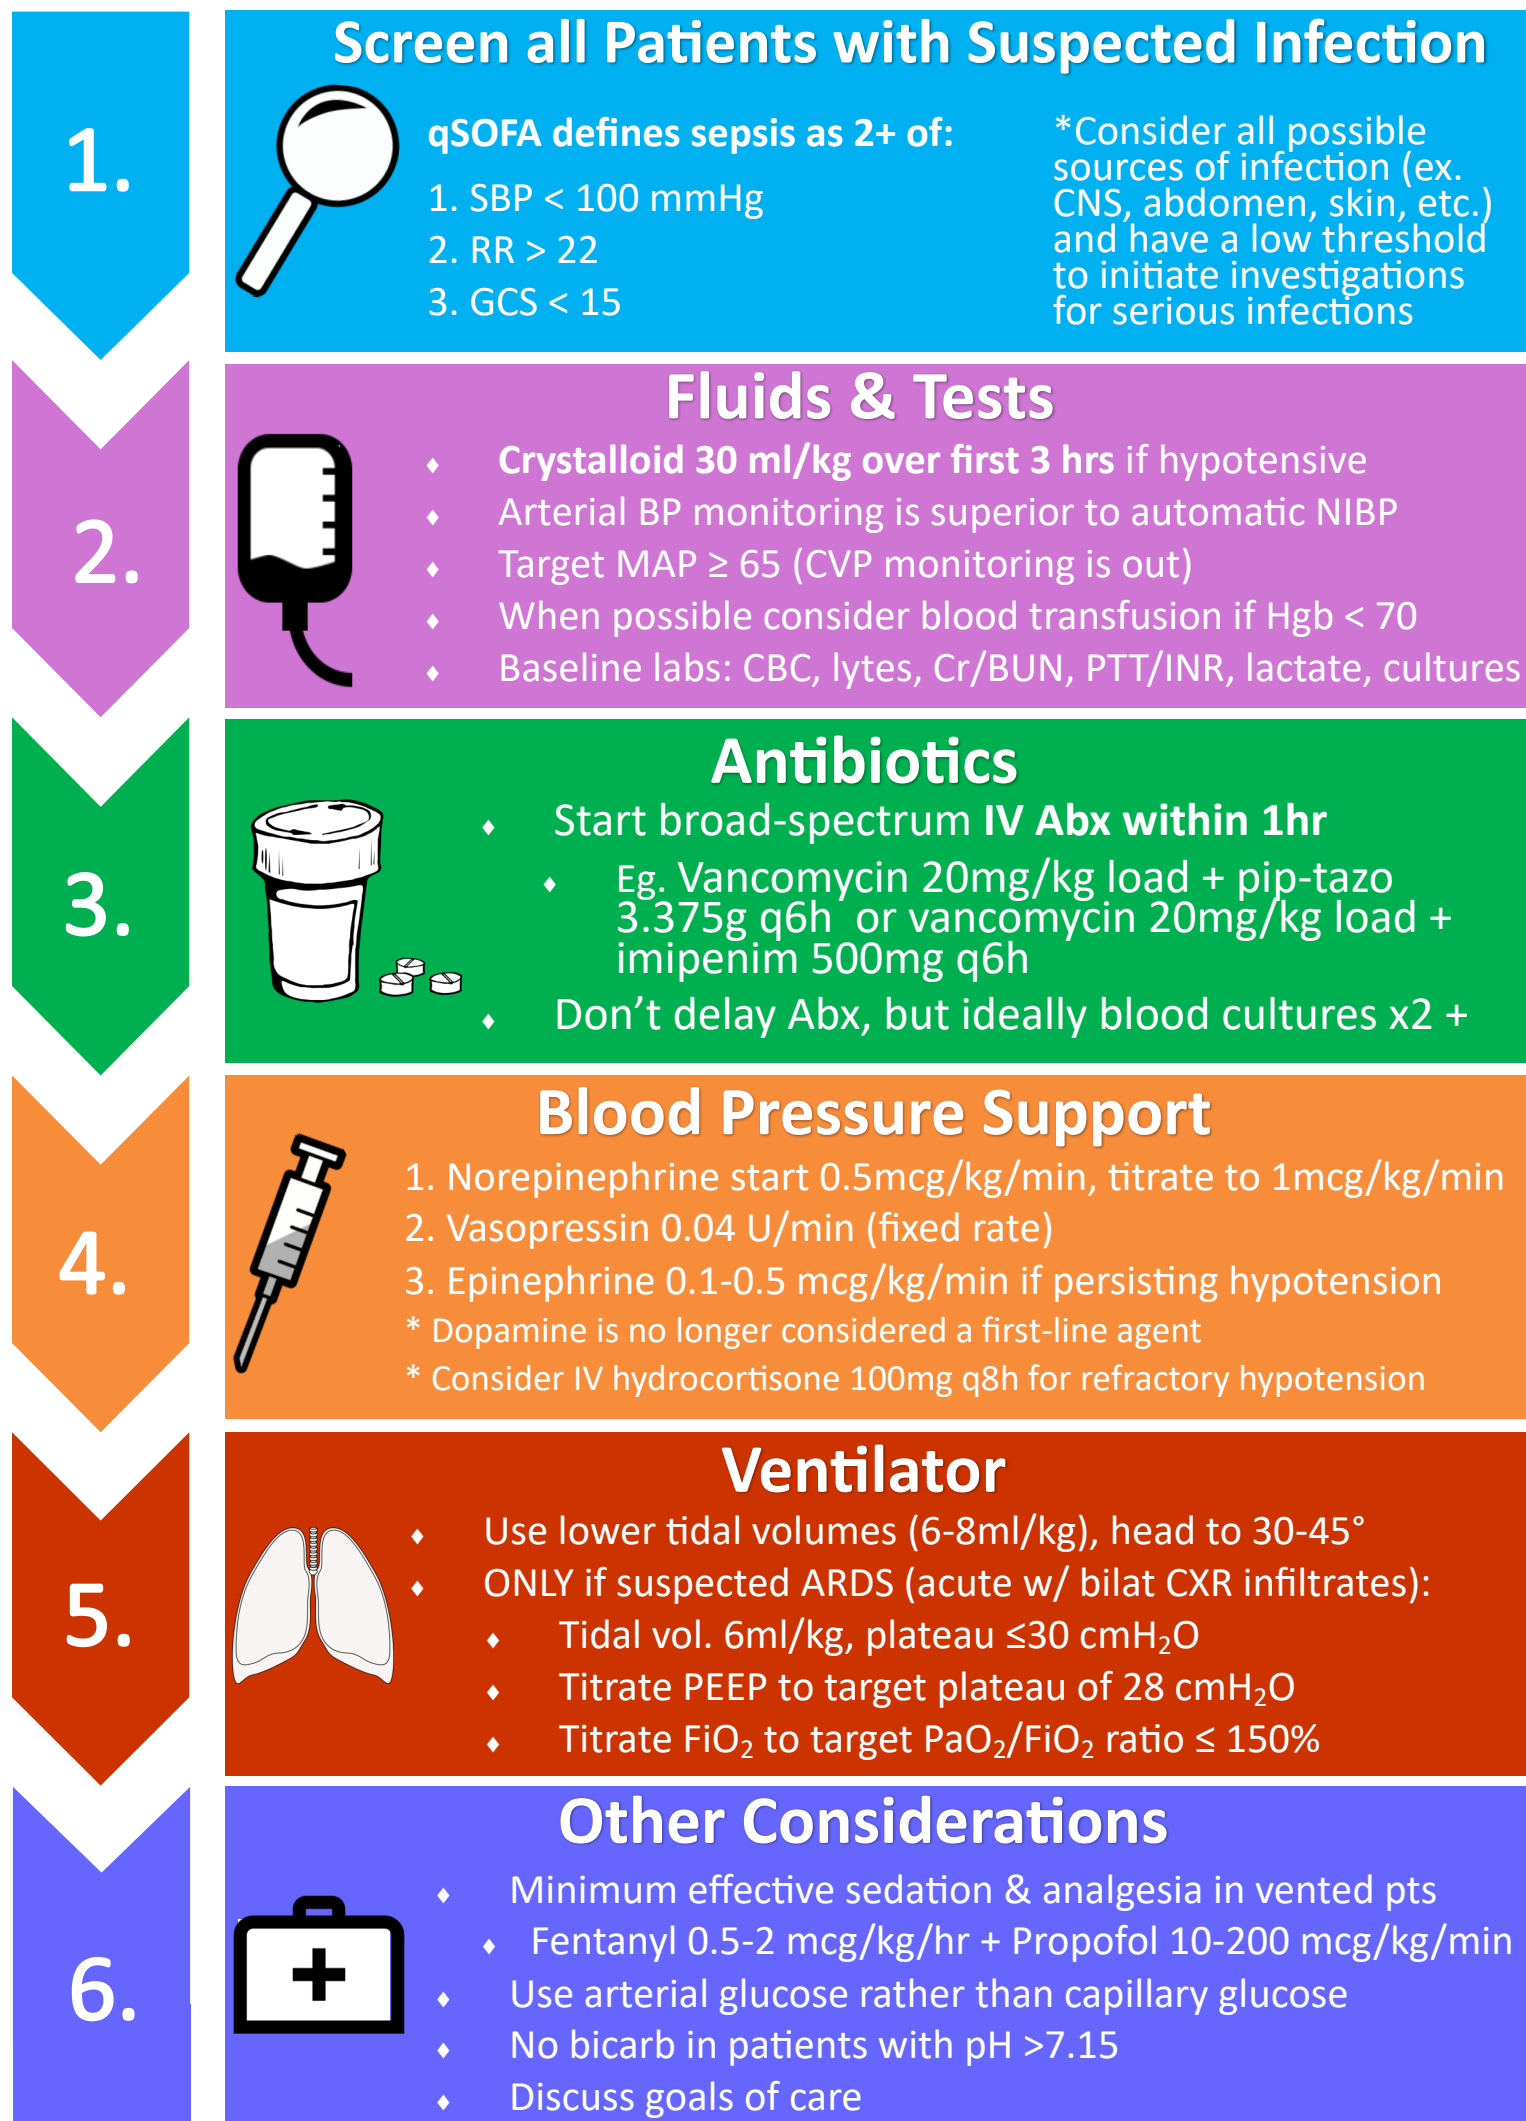 Screen all Patients with Suspected Infection
1.
qSOFA defines sepsis as 2+ of:
1. SBP < 100 mmHg
2. RR > 22
3. GCS < 15
*Consider all possible
sources of infection (ex.
CNS, abdomen, skin, etc.)
and have a low threshold
to initiate investigations
for serious infections
Fluids & Tests
2.
♦ Crystalloid 30 ml/kg over first 3 hrs if hypotensive
♦ Arterial BP monitoring is superior to automatic NIBP
♦ Target MAP ≥ 65 (CVP monitoring is out)
♦ When possible consider blood transfusion if Hgb < 70
♦ Baseline labs: CBC, lytes, Cr/BUN, PTT/INR, lactate, cultures
Antibiotics
3.
♦ Start broad-spectrum IV Abx within 1hr
♦ Eg. Vancomycin 20mg/kg load + pip-tazo
3.375g q6h or vancomycin 20mg/kg load +
imipenim 500mg q6h
♦ Don't delay Abx, but ideally blood cultures x2 +
Blood Pressure Support
4.
1. Norepinephrine start 0.5mcg/kg/min, titrate to 1mcg/kg/min
2. Vasopressin 0.04 U/min (fixed rate)
3. Epinephrine 0.1-0.5 mcg/kg/min if persisting hypotension
* Dopamine is no longer considered a first-line agent
* Consider IV hydrocortisone 100mg q8h for refractory hypotension
Ventilator
5.
♦ Use lower tidal volumes (6-8ml/kg), head to 30-45°
♦ ONLY if suspected ARDS (acute w/ bilat CXR infiltrates):
♦ Tidal vol. 6ml/kg, plateau ≤30 cmH₂O
♦ Titrate PEEP to target plateau of 28 cmH₂O
♦ Titrate FiO₂ to target PaO₂/FiO₂ ratio ≤ 150%
Other Considerations
6.
♦ Minimum effective sedation & analgesia in vented pts
♦ Fentanyl 0.5-2 mcg/kg/hr + Propofol 10-200 mcg/kg/min
♦ Use arterial glucose rather than capillary glucose
♦ No bicarb in patients with pH >7.15
♦ Discuss goals of care